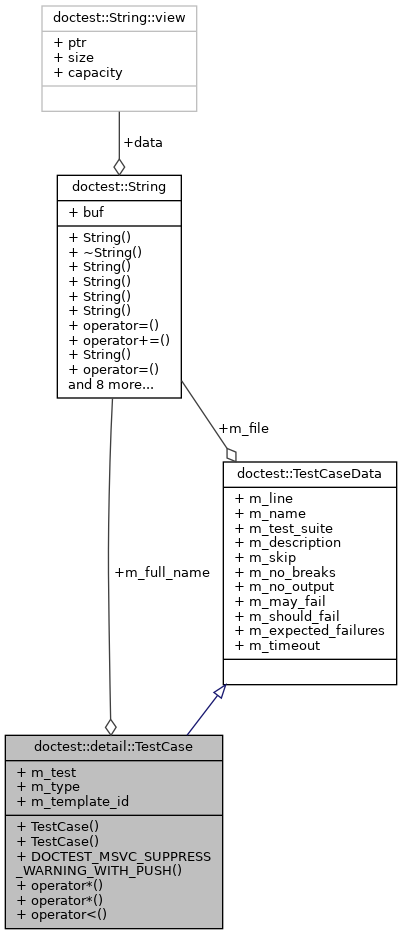 doctest::String::view
+ ptr
+ size
+ capacity
+data
doctest::String
+ buf
+ String()
+ ~String()
+ String()
+ String()
+ String()
+ String()
+ operator=()
+ operator+=()
+ String()
+ operator=()
and 8 more...
+m_file
doctest::TestCaseData
+ m_line
+ m_name
+ m_test_suite
+ m_description
+ m_skip
+ m_no_breaks
+ m_no_output
+ m_may_fail
+ m_should_fail
+ m_expected_failures
+ m_timeout
+m_full_name
doctest::detail::TestCase
+ m_test
+ m_type
+ m_template_id
+ TestCase()
+ TestCase()
+ DOCTEST_MSVC_SUPPRESS
_WARNING_WITH_PUSH()
+ operator*()
+ operator*()
+ operator<()